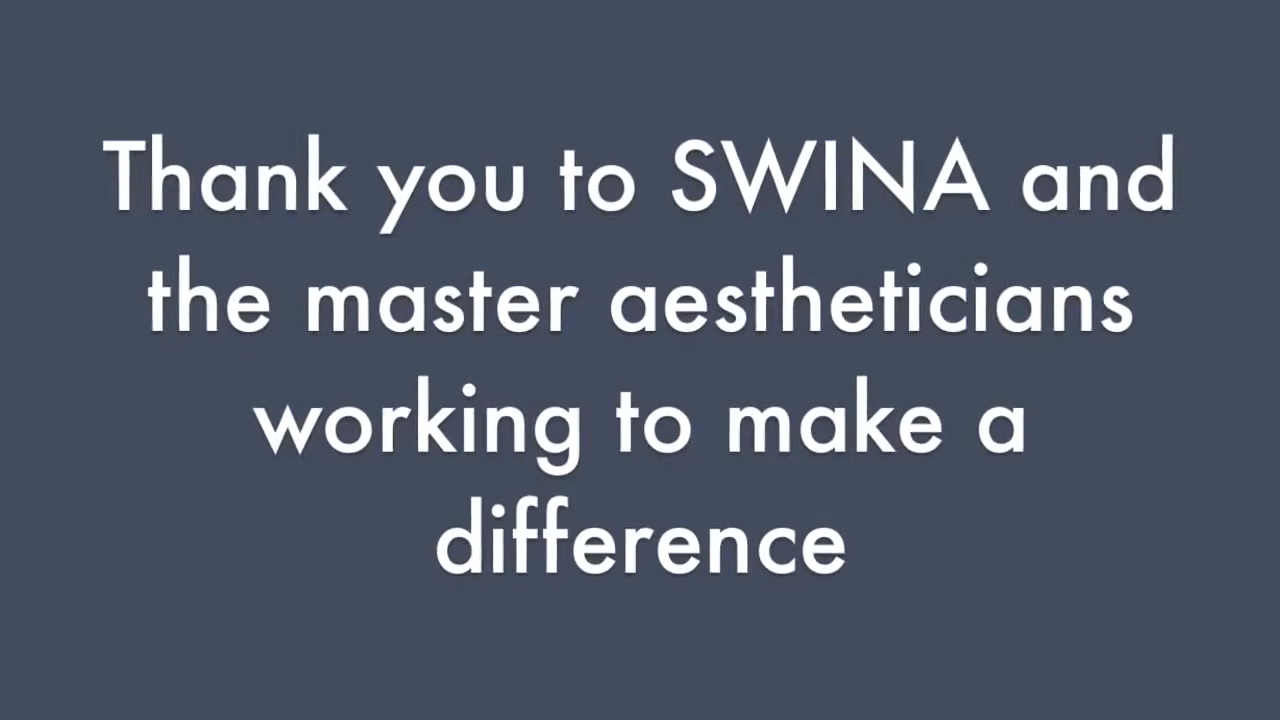 Thank you to SWINA and
the master aestheticians
working to make a
difference